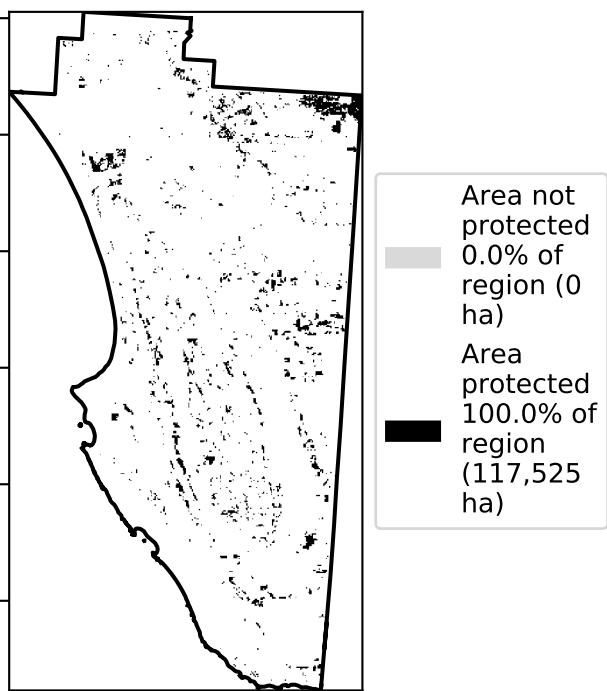 Area not
protected
0.0% of
region (0
ha)
Area
protected
100.0% of
region
(117,525
ha)